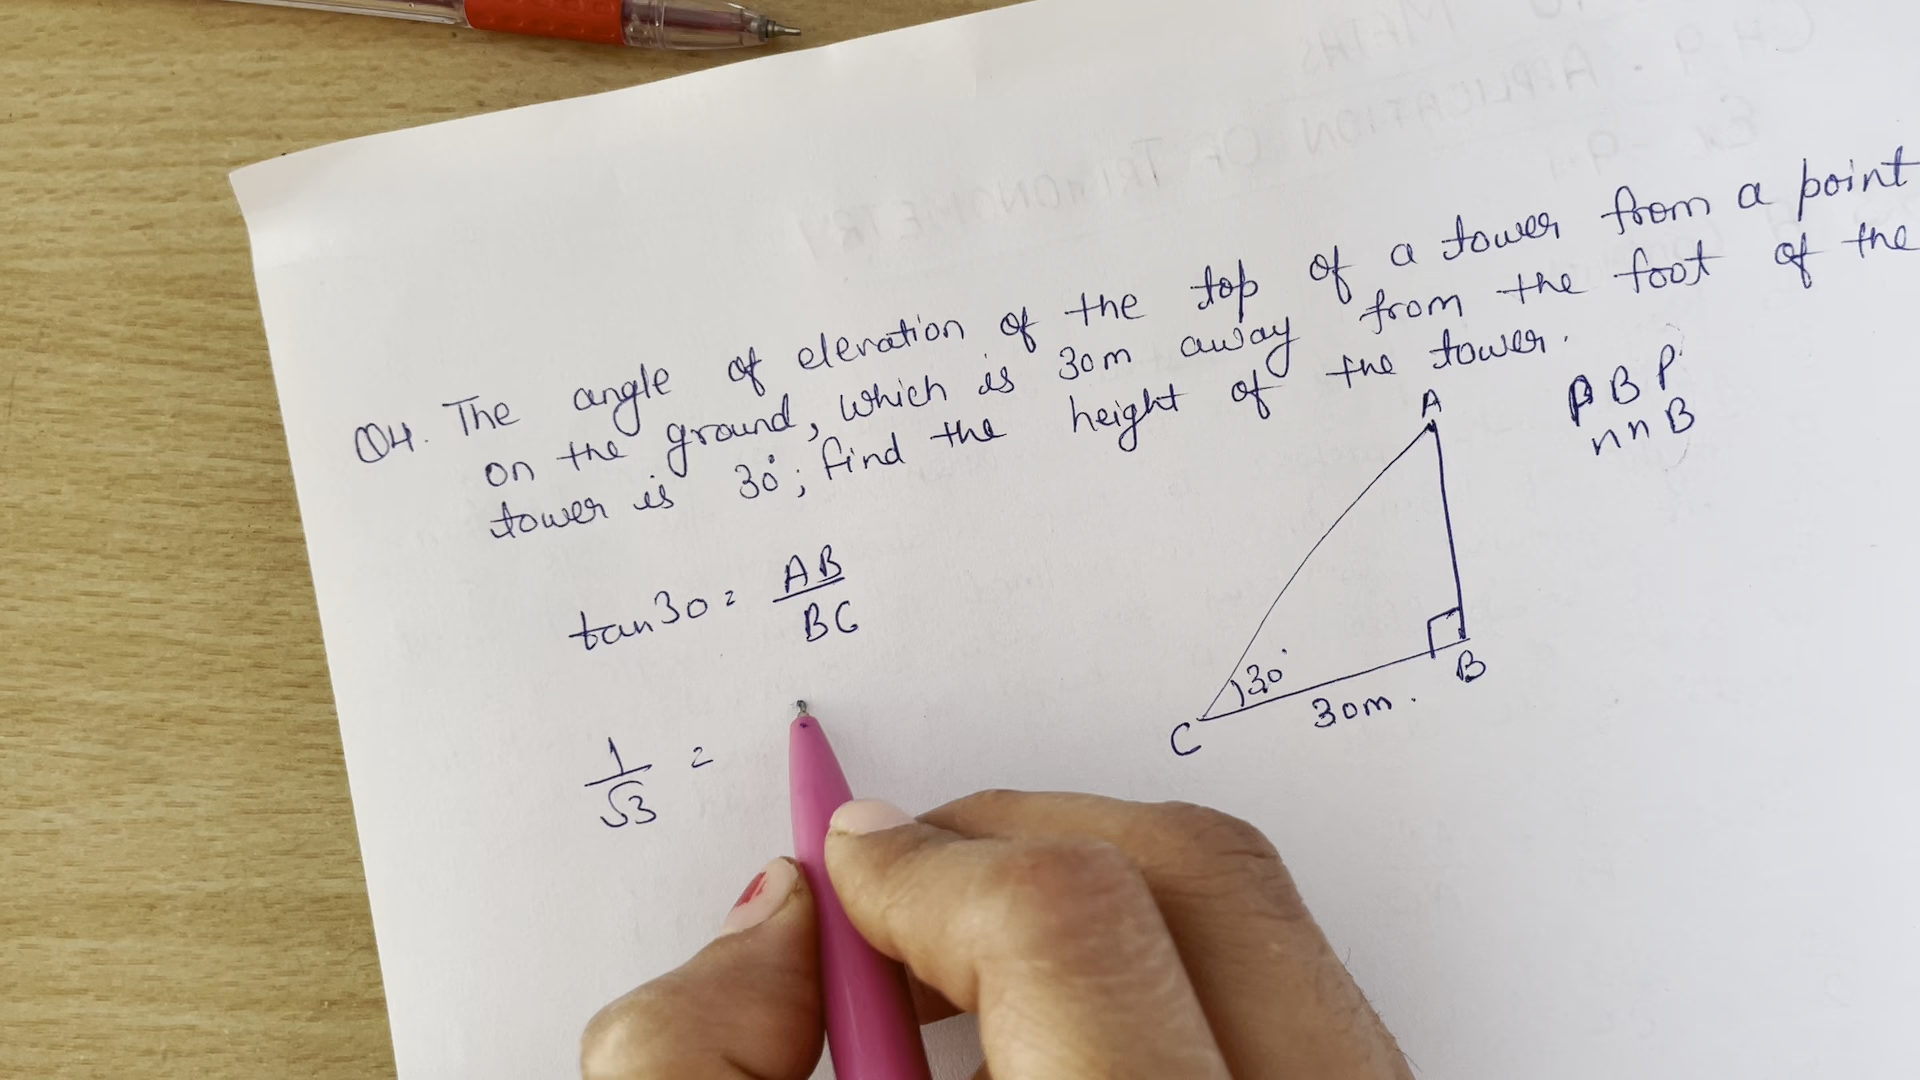 Q4. The angle of elevation of the top of a tower from a point
on the ground, which is 30m away from the foot of the
tower is 30°; find the height of the tower.
P B P
h h B
A
tan30 = AB
BC
30°
B
30m.
C
1 =
√3